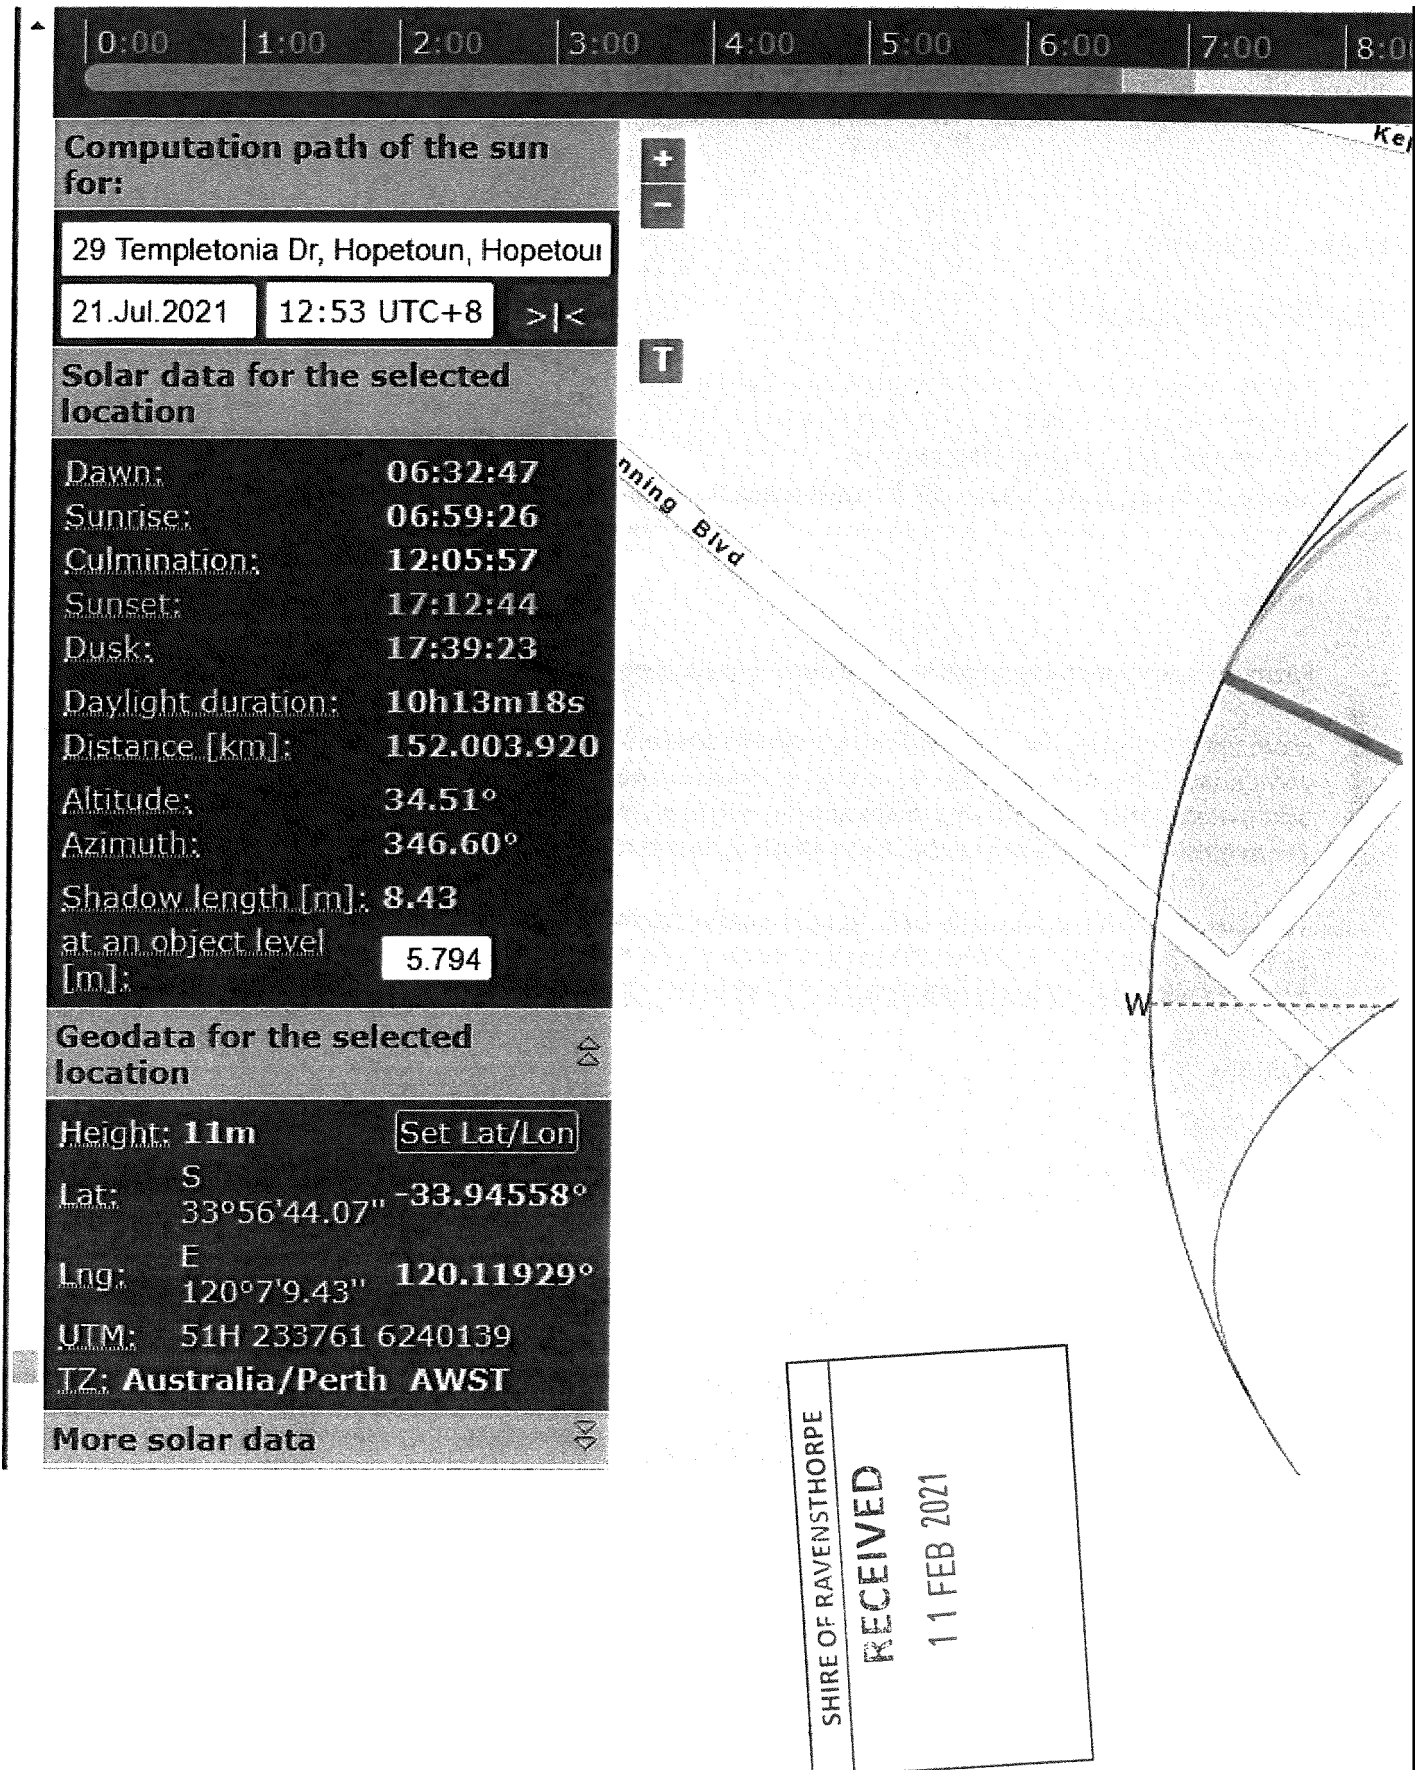 0:00 1:00 2:00 3:00 4:00 5:00 6:00 7:00 8:0
Computation path of the sun
for:
29 Templetonia Dr, Hopetoun, Hopetour
21.Jul.2021 12:53 UTC+8 >|<
Solar data for the selected
location
Dawn: 06:32:47
Sunrise: 06:59:26
Culmination: 12:05:57
Sunset: 17:12:44
Dusk: 17:39:23
Daylight duration: 10h13m18s
Distance [km]: 152.003.920
Altitude: 34.51°
Azimuth: 346.60°
Shadow length [m]: 8.43
at an object level
[m]: 5.794
Geodata for the selected
location
Height: 11m Set Lat/Lon
Lat: S
33°56'44.07" -33.94558°
Lng: E
120°7'9.43" 120.11929°
UTM: 51H 233761 6240139
TZ: Australia/Perth AWST
More solar data
+
−
T
Ker
nning Blvd
W
SHIRE OF RAVENSTHORPE
RECEIVED
11 FEB 2021